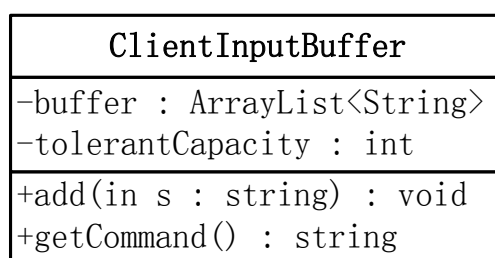 ClientInputBuffer
-buffer : ArrayList<String>
-tolerantCapacity : int
+add(in s : string) : void
+getCommand() : string